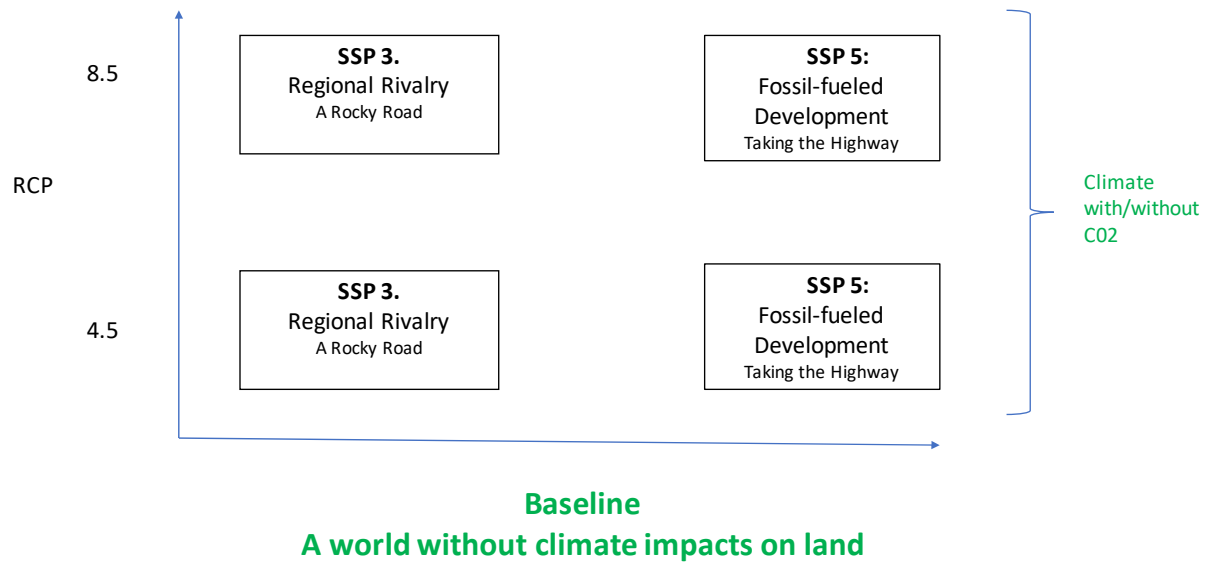 8.5
SSP 3.
Regional Rivalry
A Rocky Road
SSP 5:
Fossil-fueled
Development
Taking the Highway
RCP
Climate
with/without
C02
4.5
SSP 3.
Regional Rivalry
A Rocky Road
SSP 5:
Fossil-fueled
Development
Taking the Highway
Baseline
A world without climate impacts on land